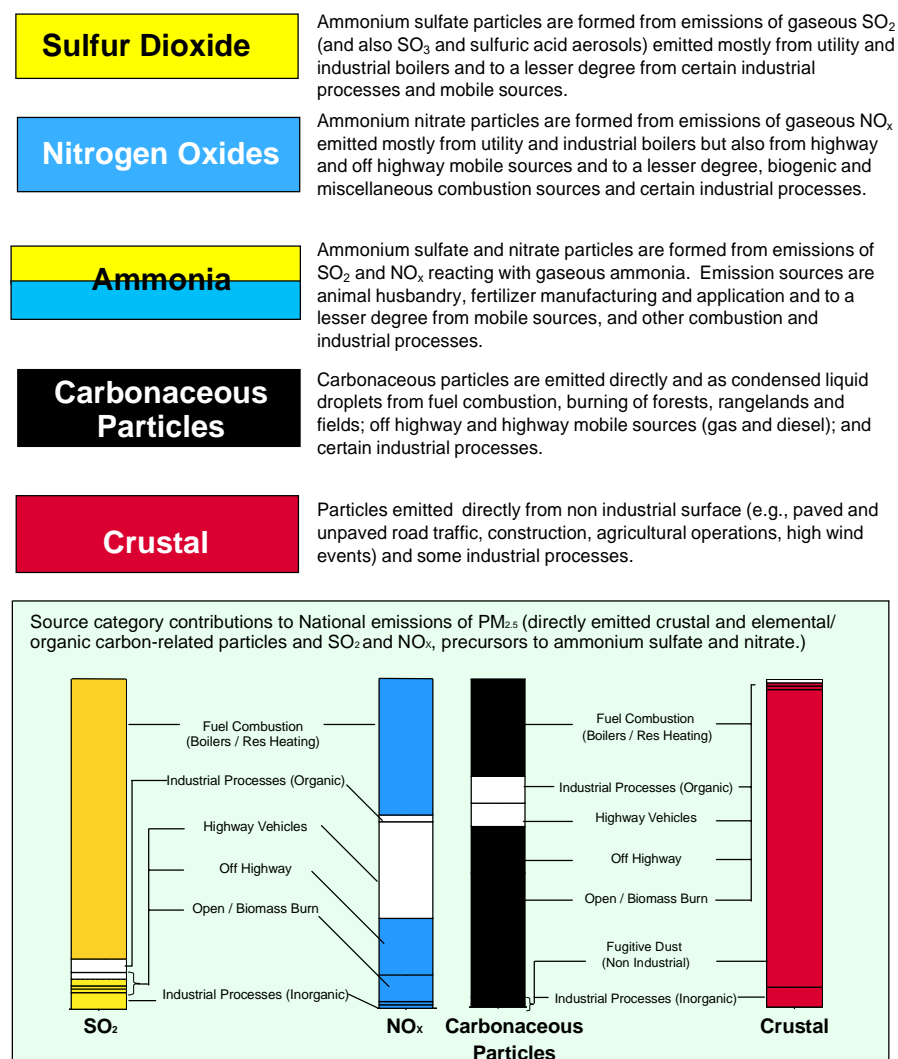 Sulfur Dioxide
Ammonium sulfate particles are formed from emissions of gaseous SO₂
(and also SO₃ and sulfuric acid aerosols) emitted mostly from utility and
industrial boilers and to a lesser degree from certain industrial
processes and mobile sources.
Nitrogen Oxides
Ammonium nitrate particles are formed from emissions of gaseous NOₓ
emitted mostly from utility and industrial boilers but also from highway
and off highway mobile sources and to a lesser degree, biogenic and
miscellaneous combustion sources and certain industrial processes.
Ammonia
Ammonium sulfate and nitrate particles are formed from emissions of
SO₂ and NOₓ reacting with gaseous ammonia. Emission sources are
animal husbandry, fertilizer manufacturing and application and to a
lesser degree from mobile sources, and other combustion and
industrial processes.
Carbonaceous
Particles
Carbonaceous particles are emitted directly and as condensed liquid
droplets from fuel combustion, burning of forests, rangelands and
fields; off highway and highway mobile sources (gas and diesel); and
certain industrial processes.
Crustal
Particles emitted directly from non industrial surface (e.g., paved and
unpaved road traffic, construction, agricultural operations, high wind
events) and some industrial processes.
Source category contributions to National emissions of PM₂.₅ (directly emitted crustal and elemental/
organic carbon-related particles and SO₂ and NOₓ, precursors to ammonium sulfate and nitrate.)
Fuel Combustion
(Boilers / Res Heating)
Industrial Processes (Organic)
Highway Vehicles
Off Highway
Open / Biomass Burn
Industrial Processes (Inorganic)
Fuel Combustion
(Boilers / Res Heating)
Industrial Processes (Organic)
Highway Vehicles
Off Highway
Open / Biomass Burn
Fugitive Dust
(Non Industrial)
Industrial Processes (Inorganic)
SO₂
NOₓ
Carbonaceous
Particles
Crustal